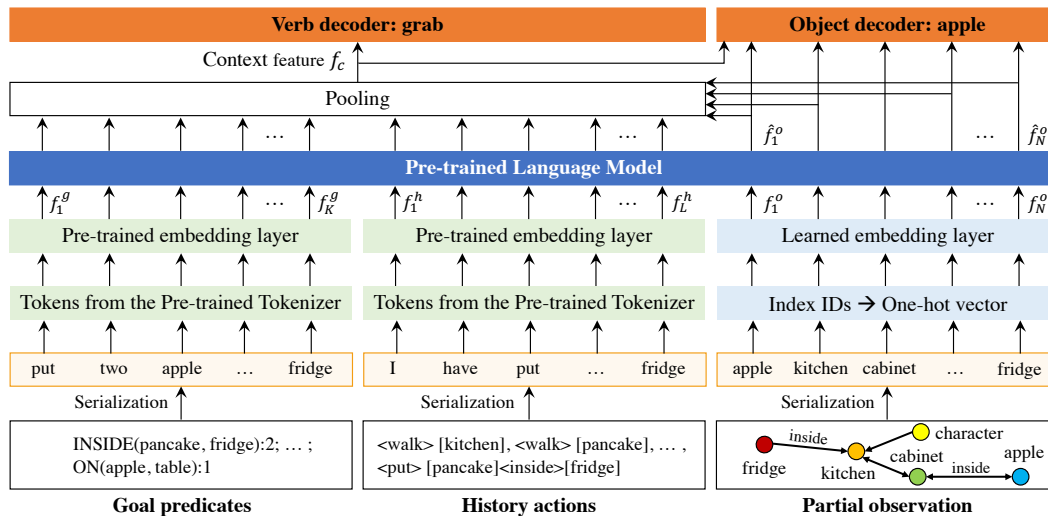 Verb decoder: grab
Object decoder: apple
Context feature f_c
Pooling
… … … f̂_1^o … f̂_N^o
Pre-trained Language Model
f_1^g … f_K^g f_1^h … f_L^h f_1^o … f_N^o
Pre-trained embedding layer
Pre-trained embedding layer
Learned embedding layer
Tokens from the Pre-trained Tokenizer
Tokens from the Pre-trained Tokenizer
Index IDs → One-hot vector
put two apple … fridge
I have put … fridge
apple kitchen cabinet … fridge
Serialization
Serialization
Serialization
INSIDE(pancake, fridge):2; … ;
ON(apple, table):1
<walk> [kitchen], <walk> [pancake], … ,
<put> [pancake]<inside>[fridge]
fridge
inside
kitchen
character
cabinet
inside
apple
Goal predicates
History actions
Partial observation